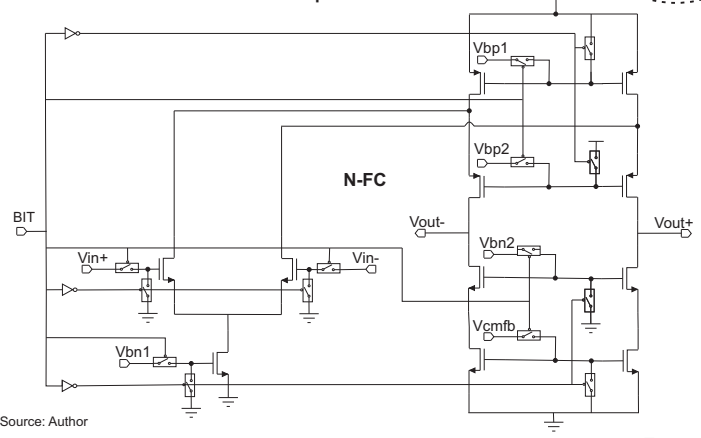 Vbp1
Vbp2
N-FC
BIT
Vout-
Vout+
Vin+
Vin-
Vbn2
Vcmfb
Vbn1
Source: Author